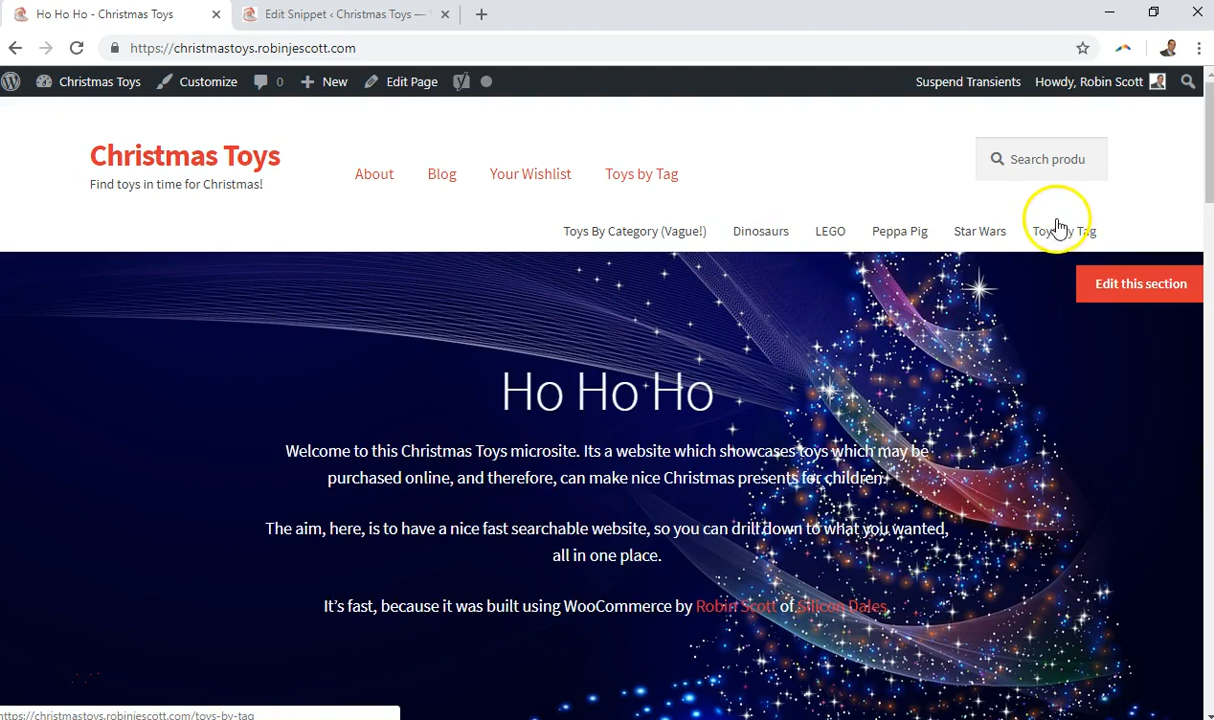 Ho Ho Ho - Christmas Toys
Edit Snippet ‹ Christmas Toys —
https://christmastoys.robinjescott.com
Christmas Toys Customize 0 New Edit Page Suspend Transients Howdy, Robin Scott
Christmas Toys
Find toys in time for Christmas!
About Blog Your Wishlist Toys by Tag
Search produ
Toys By Category (Vague!) Dinosaurs LEGO Peppa Pig Star Wars Toys By Tag
Edit this section
Ho Ho Ho
Welcome to this Christmas Toys microsite. Its a website which showcases toys which may be
purchased online, and therefore, can make nice Christmas presents for children.
The aim, here, is to have a nice fast searchable website, so you can drill down to what you wanted,
all in one place.
It's fast, because it was built using WooCommerce by Robin Scott of Silicon Dales.
https://christmastoys.robinjescott.com/toys-by-tag